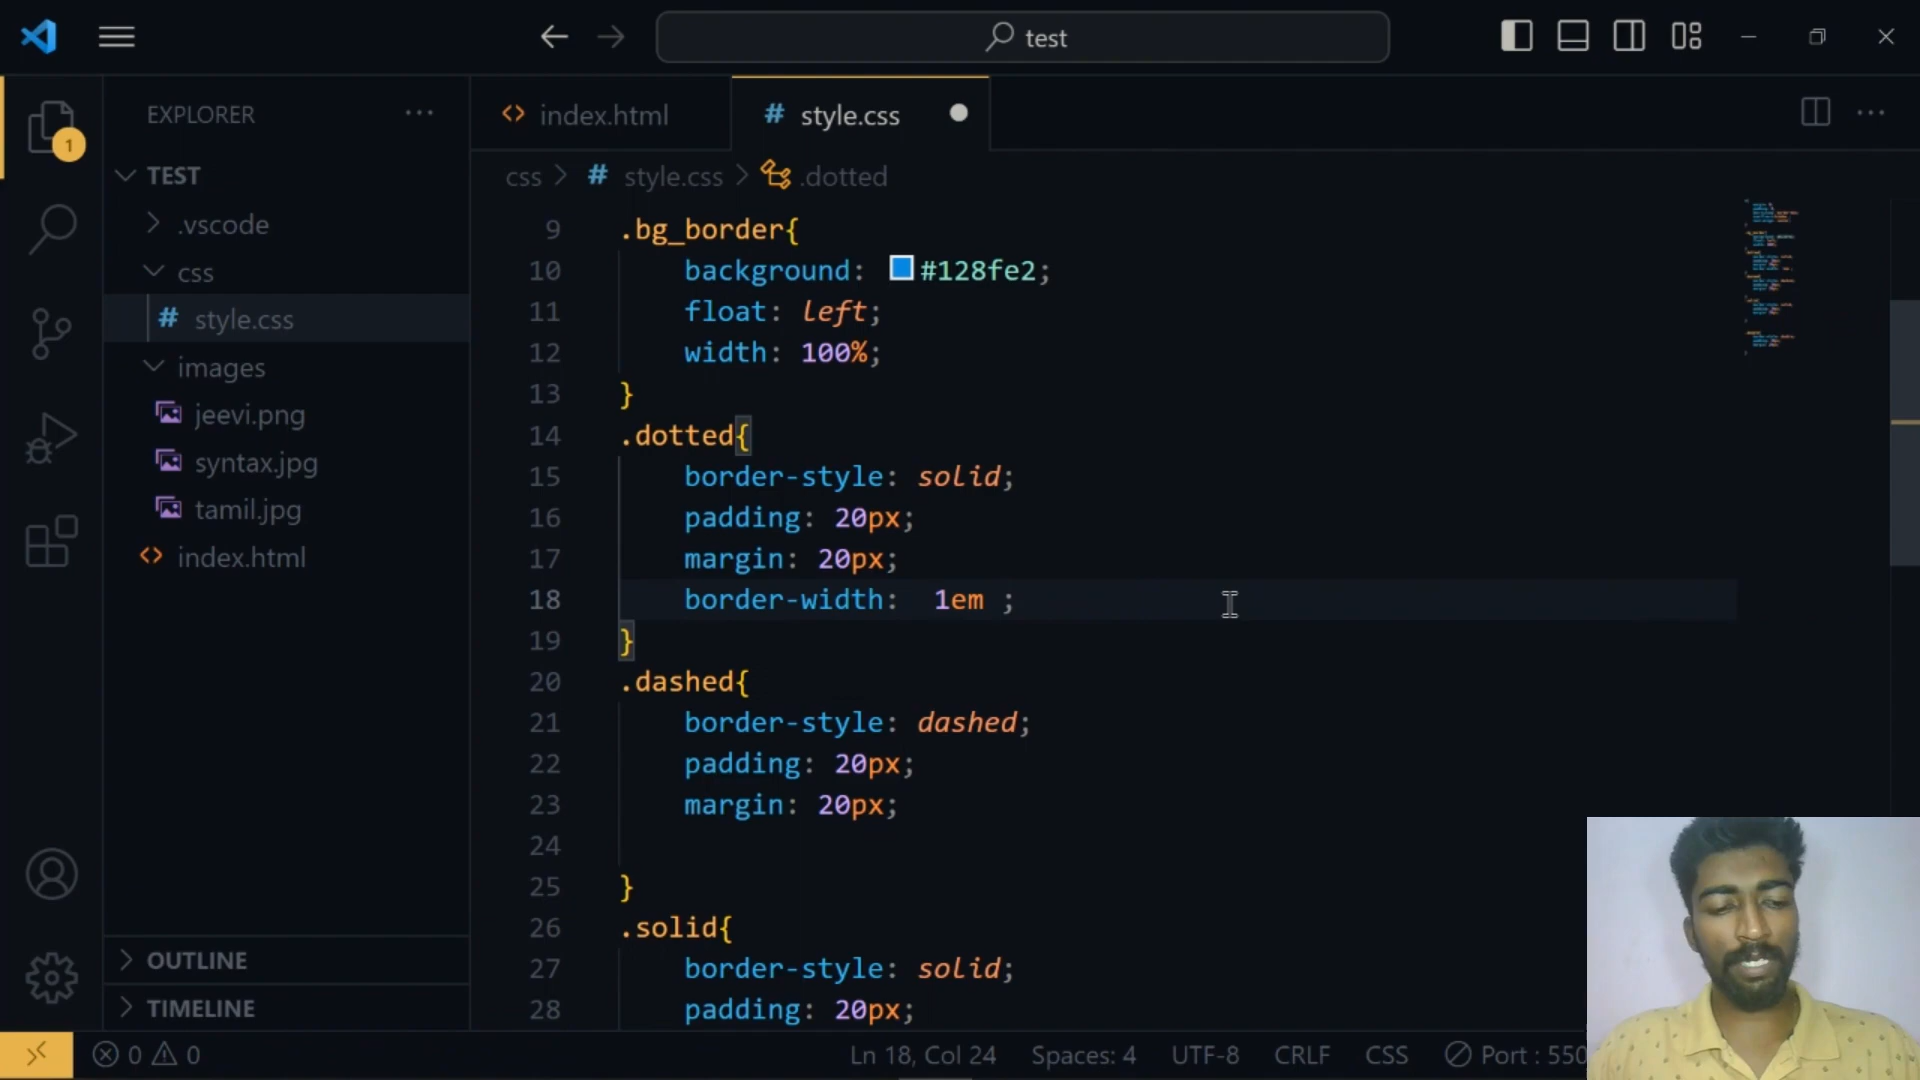 test
EXPLORER
index.html
# style.css
1
TEST
css > # style.css > .dotted
.vscode
css
# style.css
images
jeevi.png
syntax.jpg
tamil.jpg
index.html
9 .bg_border{
10 background: #128fe2;
11 float: left;
12 width: 100%;
13 }
14 .dotted{
15 border-style: solid;
16 padding: 20px;
17 margin: 20px;
18 border-width:  1em ;
19 }
20 .dashed{
21 border-style: dashed;
22 padding: 20px;
23 margin: 20px;
24
25 }
26 .solid{
27 border-style: solid;
28 padding: 20px;
OUTLINE
TIMELINE
0 0 Ln 18, Col 24 Spaces: 4 UTF-8 CRLF CSS Port : 550